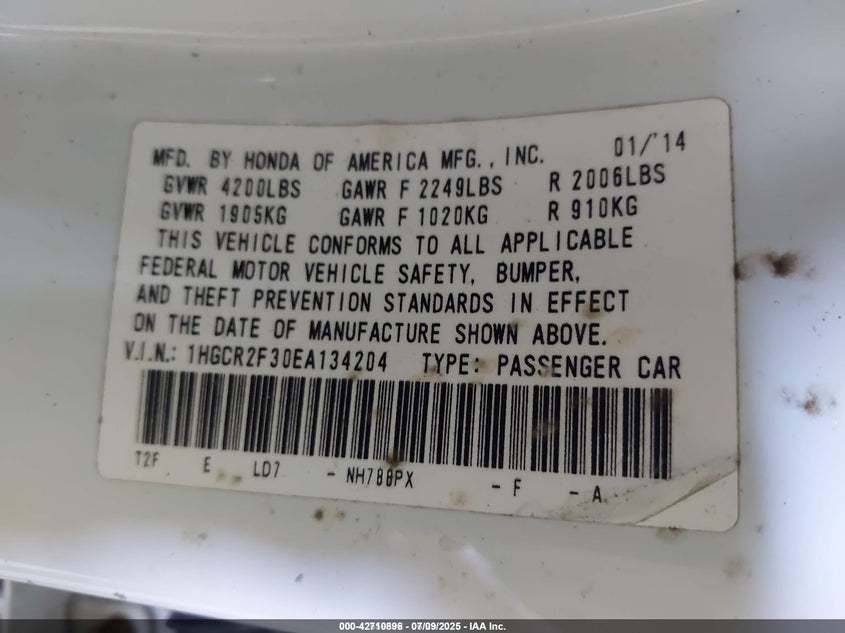 MFD. BY HONDA OF AMERICA MFG., INC. 01/'14
GVWR 4200LBS GAWR F 2249LBS R 2006LBS
GVWR 1905KG GAWR F 1020KG R 910KG
THIS VEHICLE CONFORMS TO ALL APPLICABLE
FEDERAL MOTOR VEHICLE SAFETY, BUMPER,
AND THEFT PREVENTION STANDARDS IN EFFECT
ON THE DATE OF MANUFACTURE SHOWN ABOVE.
V.I.N.: 1HGCR2F30EA134204 TYPE: PASSENGER CAR
T2F E LD7 - NH788PX - F - A
000-42710896 - 07/09/2025 - IAA Inc.